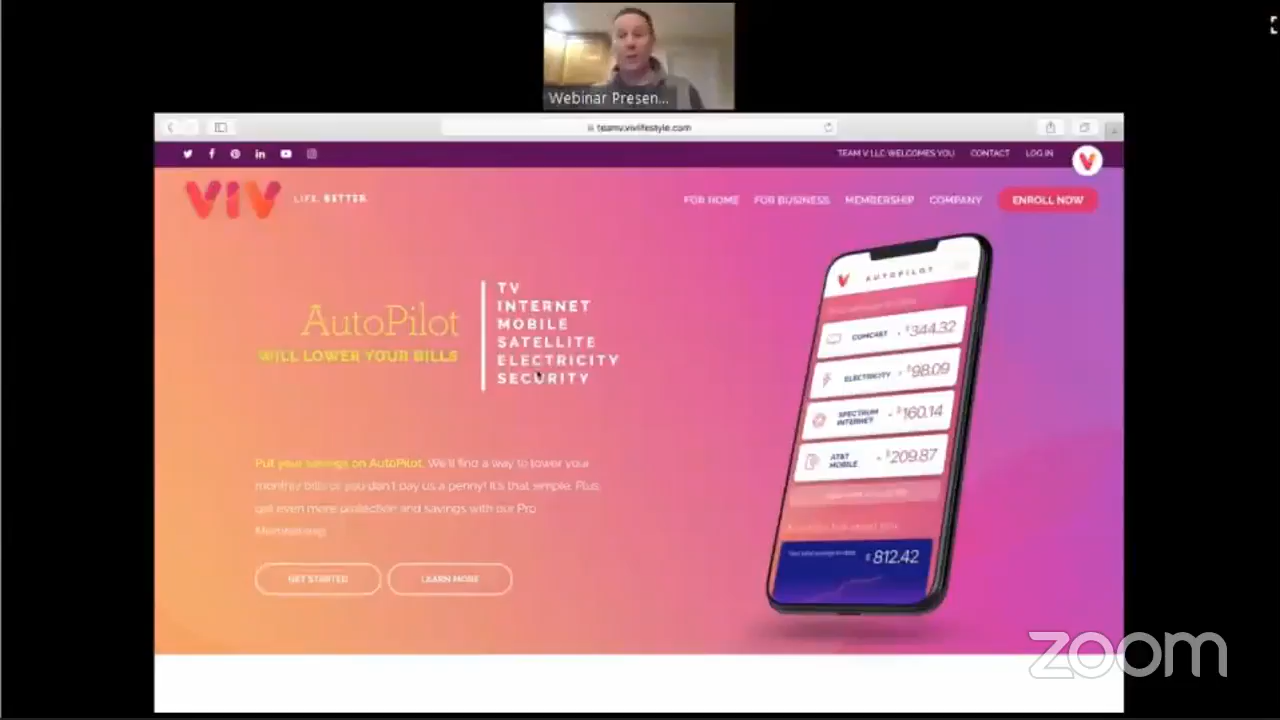 Webinar Presen...
teamv.vivlifestyle.com
TEAM V LLC WELCOMES YOU CONTACT LOG IN
VIV LIFE. BETTER.
FOR HOME FOR BUSINESS MEMBERSHIP COMPANY ENROLL NOW
AutoPilot
WILL LOWER YOUR BILLS
TV
INTERNET
MOBILE
SATELLITE
ELECTRICITY
SECURITY
Put your savings on AutoPilot. We'll find a way to lower your
monthly bills or you don't pay us a penny! It's that simple. Plus,
get even more protection and savings with our Pro
Membership.
GET STARTED LEARN MORE
V AUTOPILOT
COMCAST - $344.32
ELECTRICITY - $98.09
SPECTRUM
INTERNET - $160.14
AT&T
MOBILE - $209.87
$812.42
zoom